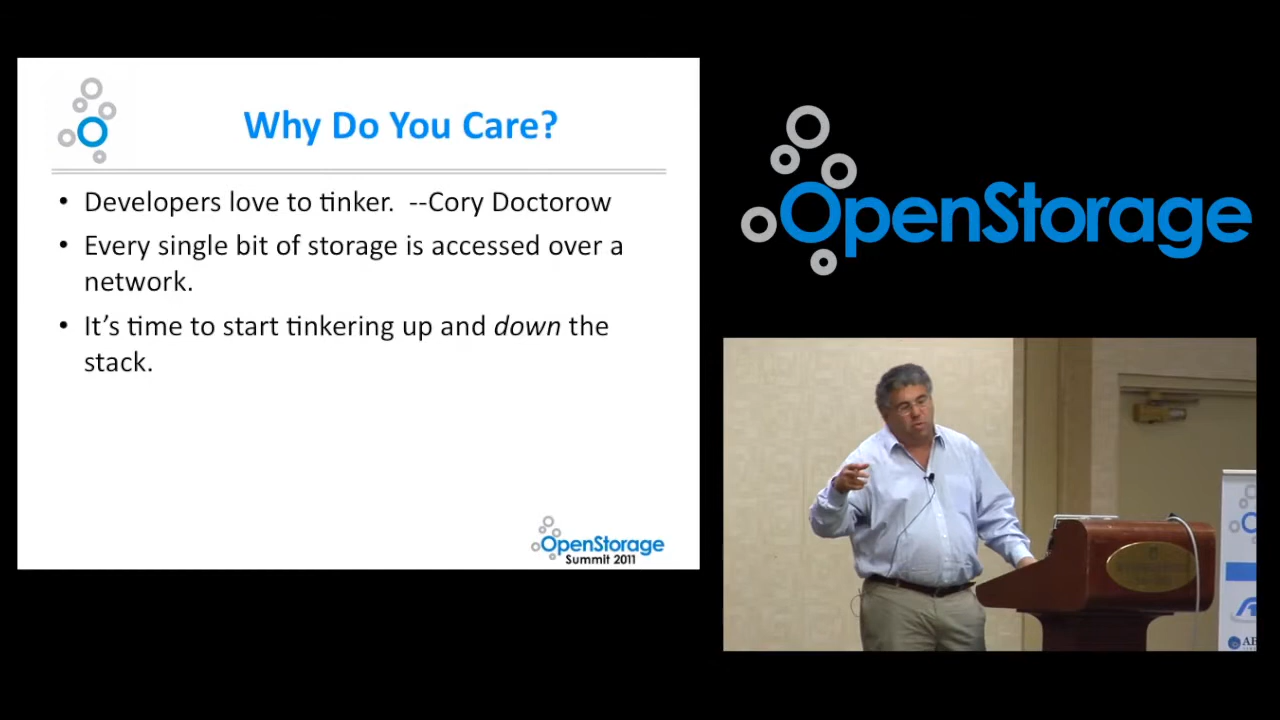 Why Do You Care?
• Developers love to tinker. --Cory Doctorow
• Every single bit of storage is accessed over a
network.
• It’s time to start tinkering up and down the
stack.
OpenStorage
Summit 2011
OpenStorage